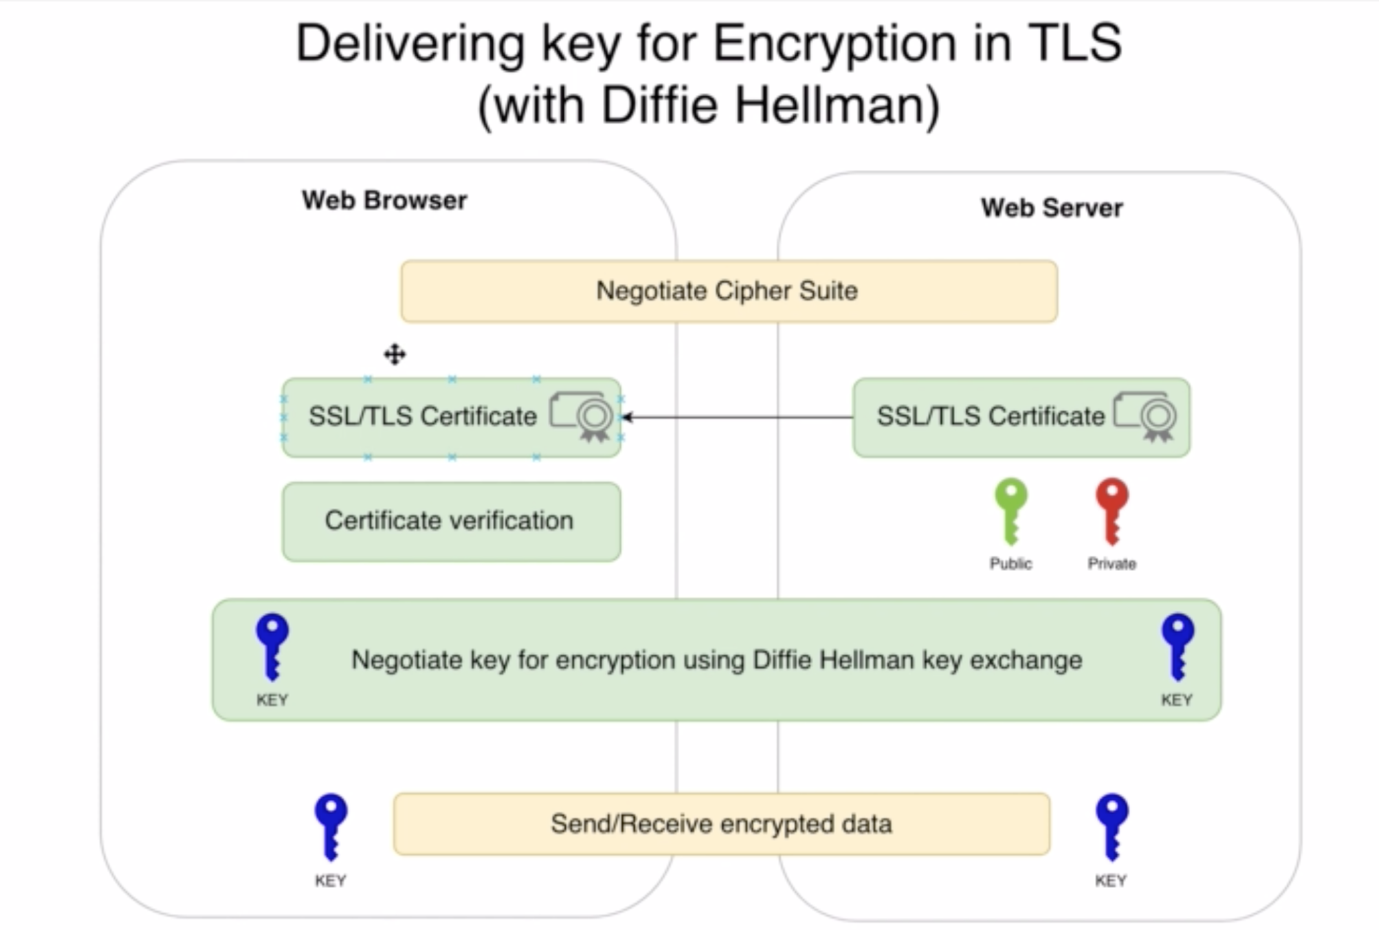 Delivering key for Encryption in TLS
(with Diffie Hellman)
Web Browser
Web Server
Negotiate Cipher Suite
SSL/TLS Certificate
SSL/TLS Certificate
Certificate verification
Public
Private
Negotiate key for encryption using Diffie Hellman key exchange
KEY
KEY
Send/Receive encrypted data
KEY
KEY